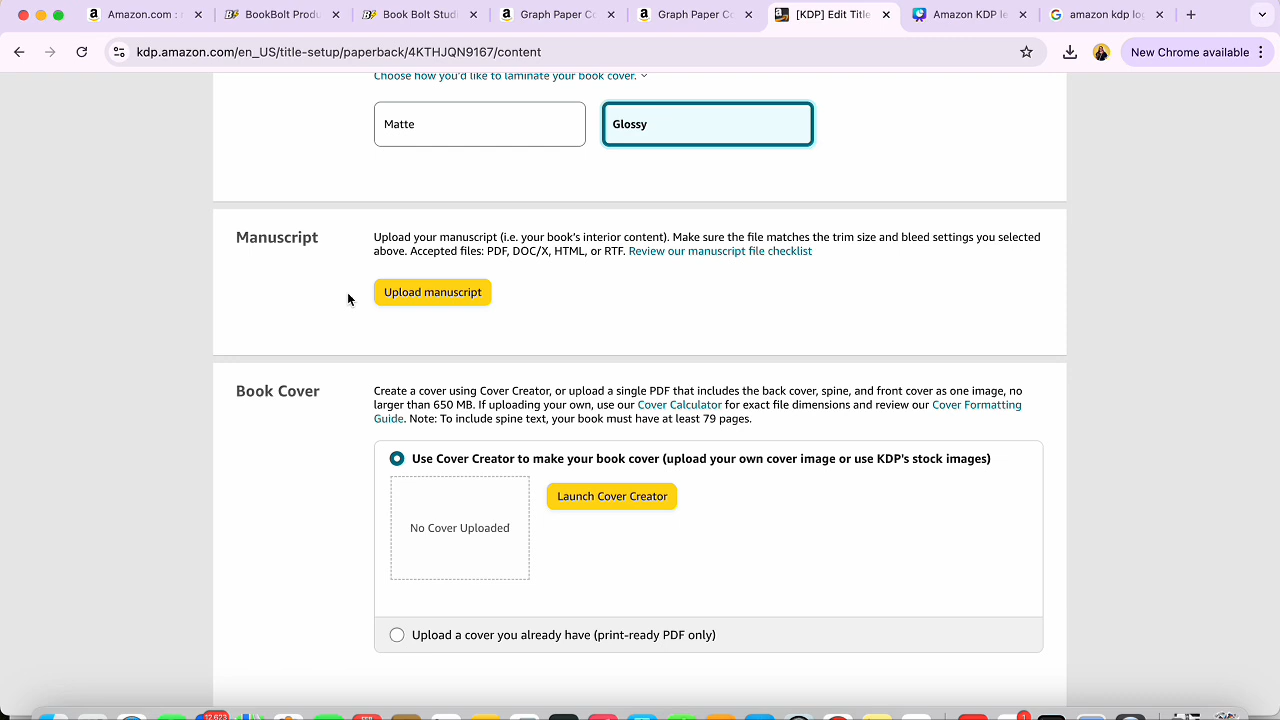 Amazon.com : r
BookBolt Produ
Book Bolt Studi
Graph Paper Co
Graph Paper Co
[KDP] Edit Title
Amazon KDP le
amazon kdp log
kdp.amazon.com/en_US/title-setup/paperback/4KTHJQN9167/content
New Chrome available
Choose how you'd like to laminate your book cover.
Matte
Glossy
Manuscript
Upload your manuscript (i.e. your book's interior content). Make sure the file matches the trim size and bleed settings you selected
above. Accepted files: PDF, DOC/X, HTML, or RTF. Review our manuscript file checklist
Upload manuscript
Book Cover
Create a cover using Cover Creator, or upload a single PDF that includes the back cover, spine, and front cover as one image, no
larger than 650 MB. If uploading your own, use our Cover Calculator for exact file dimensions and review our Cover Formatting
Guide. Note: To include spine text, your book must have at least 79 pages.
Use Cover Creator to make your book cover (upload your own cover image or use KDP's stock images)
No Cover Uploaded
Launch Cover Creator
Upload a cover you already have (print-ready PDF only)
12,623
FEB
1